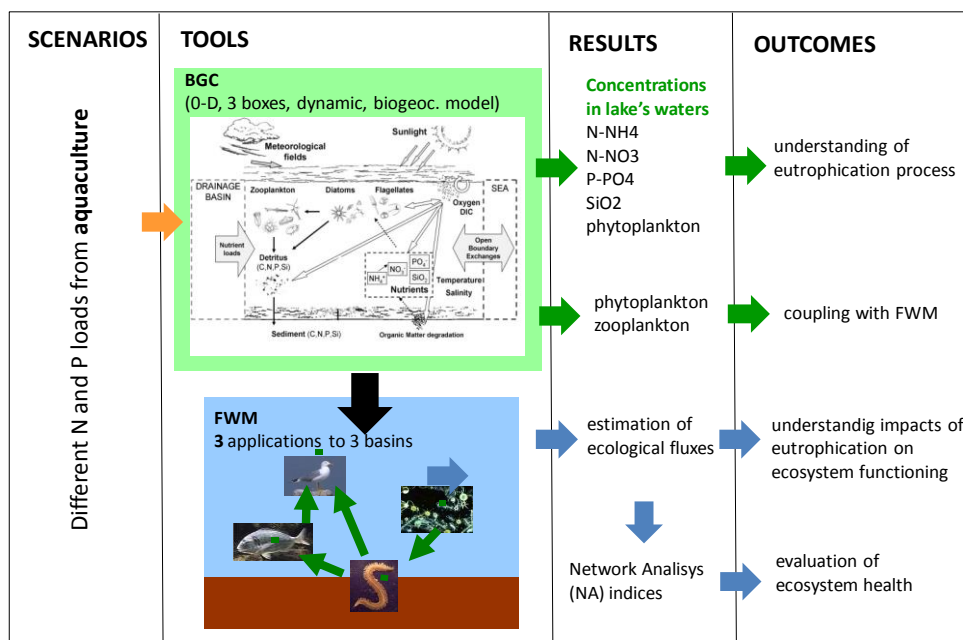 SCENARIOS
TOOLS
RESULTS
OUTCOMES
Different N and P loads from aquaculture
BGC
(0-D, 3 boxes, dynamic, biogeoc. model)
Sunlight
Meteorological
fields
DRAINAGE
BASIN
Zooplankton
Diatoms
Flagellates
SEA
Oxygen
DIC
Nutrient
loads
Open
Boundary
Exchanges
Detritus
(C,N,P,Si)
PO4
NO3
NH4+
SiO3
Nutrients
Temperature
Salinity
Sediment (C,N,P,Si)
Organic Matter degradation
Concentrations
in lake's waters
N-NH4
N-NO3
P-PO4
SiO2
phytoplankton
understanding of
eutrophication process
phytoplankton
zooplankton
coupling with FWM
FWM
3 applications to 3 basins
estimation of
ecological fluxes
understandig impacts of
eutrophication on
ecosystem functioning
Network Analisys
(NA) indices
evaluation of
ecosystem health